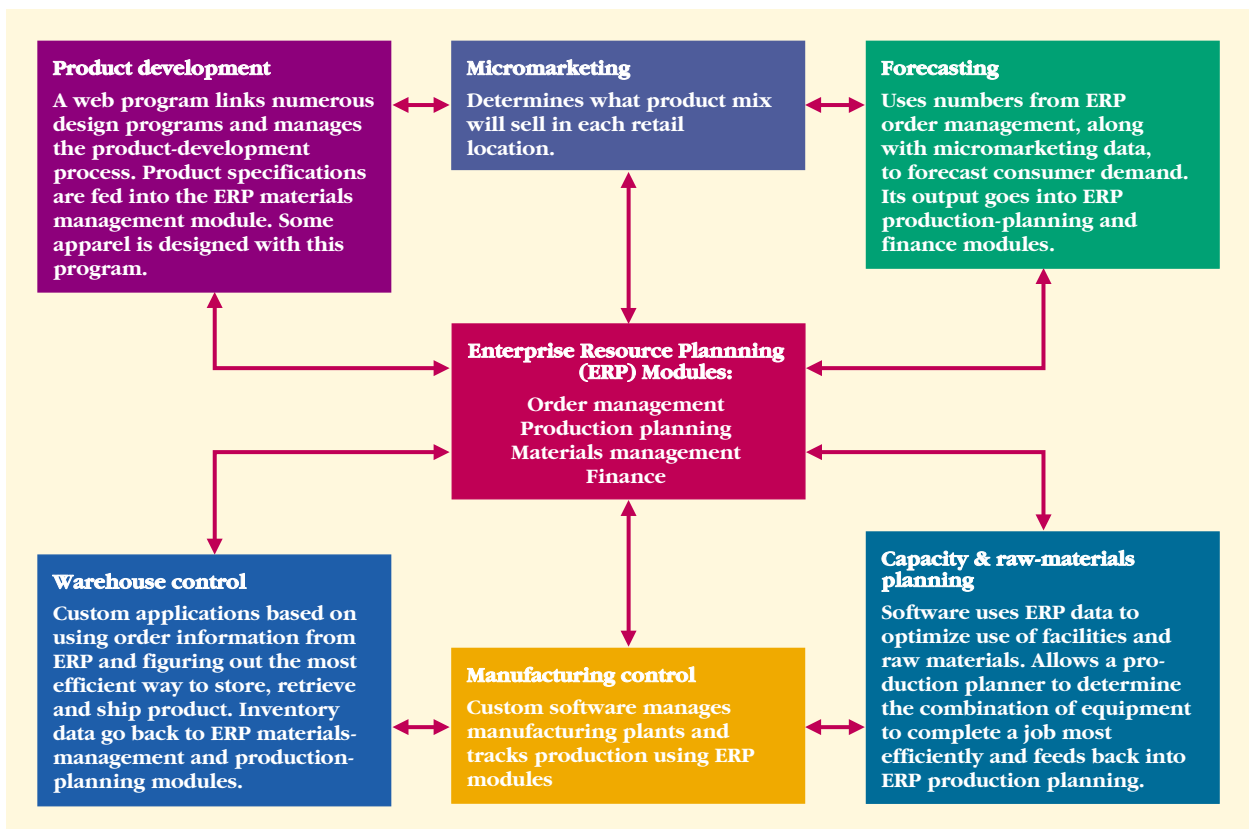 Product development
A web program links numerous
design programs and manages
the product-development
process. Product specifications
are fed into the ERP materials
management module. Some
apparel is designed with this
program.
Micromarketing
Determines what product mix
will sell in each retail
location.
Forecasting
Uses numbers from ERP
order management, along
with micromarketing data,
to forecast consumer demand.
Its output goes into ERP
production-planning and
finance modules.
Enterprise Resource Plannning
(ERP) Modules:
Order management
Production planning
Materials management
Finance
Warehouse control
Custom applications based on
using order information from
ERP and figuring out the most
efficient way to store, retrieve
and ship product. Inventory
data go back to ERP materials-
management and production-
planning modules.
Manufacturing control
Custom software manages
manufacturing plants and
tracks production using ERP
modules
Capacity & raw-materials
planning
Software uses ERP data to
optimize use of facilities and
raw materials. Allows a pro-
duction planner to determine
the combination of equipment
to complete a job most
efficiently and feeds back into
ERP production planning.